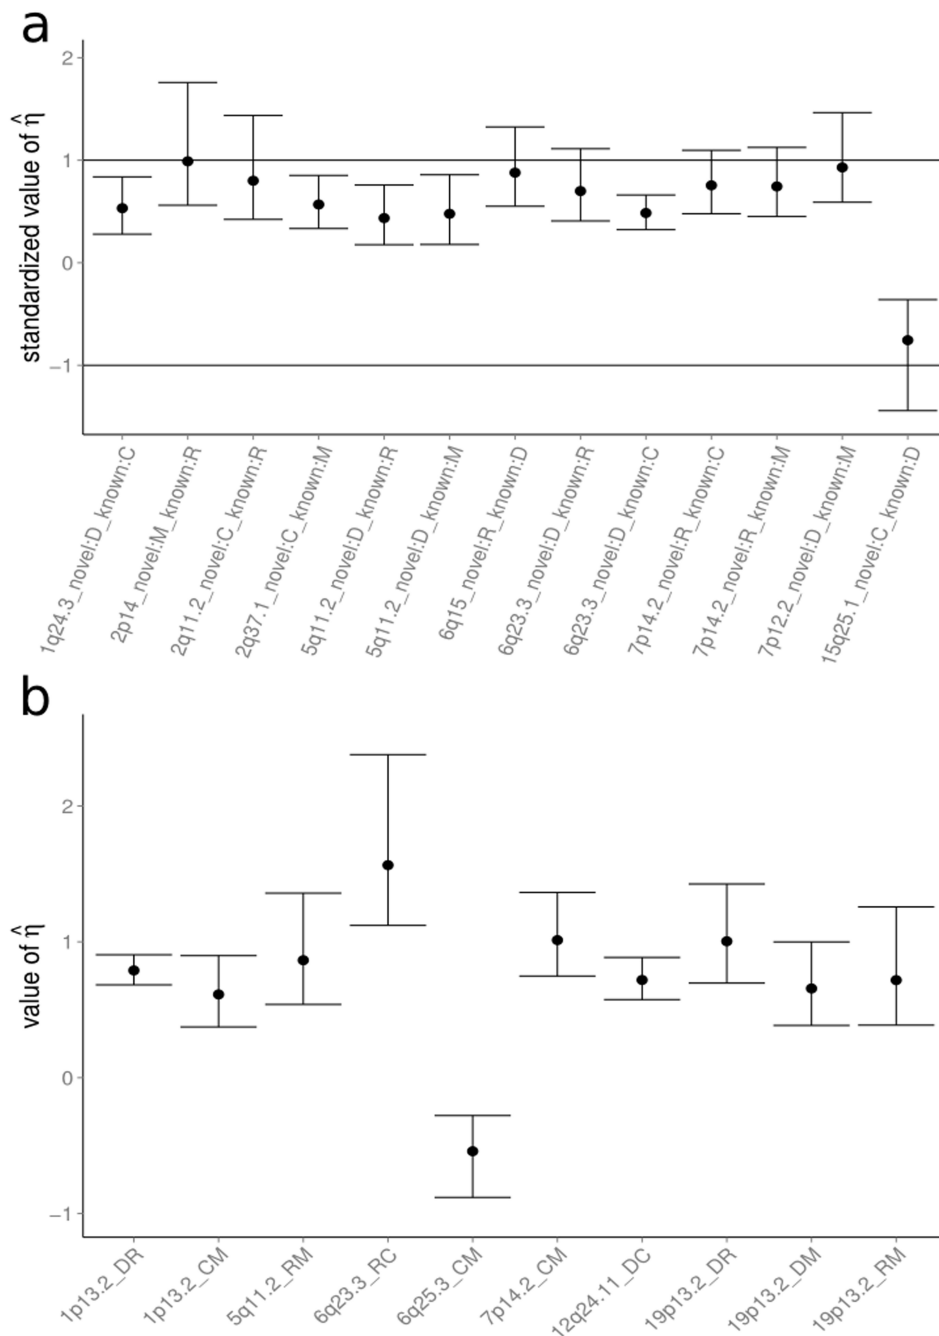 a
standardized value of η̂
2
1
0
−1
1q24.3_novel:D_known:C
2p14_novel:M_known:R
2q11.2_novel:C_known:R
2q37.1_novel:C_known:M
5q11.2_novel:D_known:R
5q11.2_novel:D_known:M
6q15_novel:R_known:D
6q23.3_novel:D_known:R
6q23.3_novel:D_known:C
7p14.2_novel:R_known:C
7p14.2_novel:R_known:M
7p12.2_novel:D_known:M
15q25.1_novel:C_known:D
b
value of η̂
2
1
0
−1
1p13.2_DR
1p13.2_CM
5q11.2_RM
6q23.3_RC
6q25.3_CM
7p14.2_CM
12q24.11_DC
19p13.2_DR
19p13.2_DM
19p13.2_RM